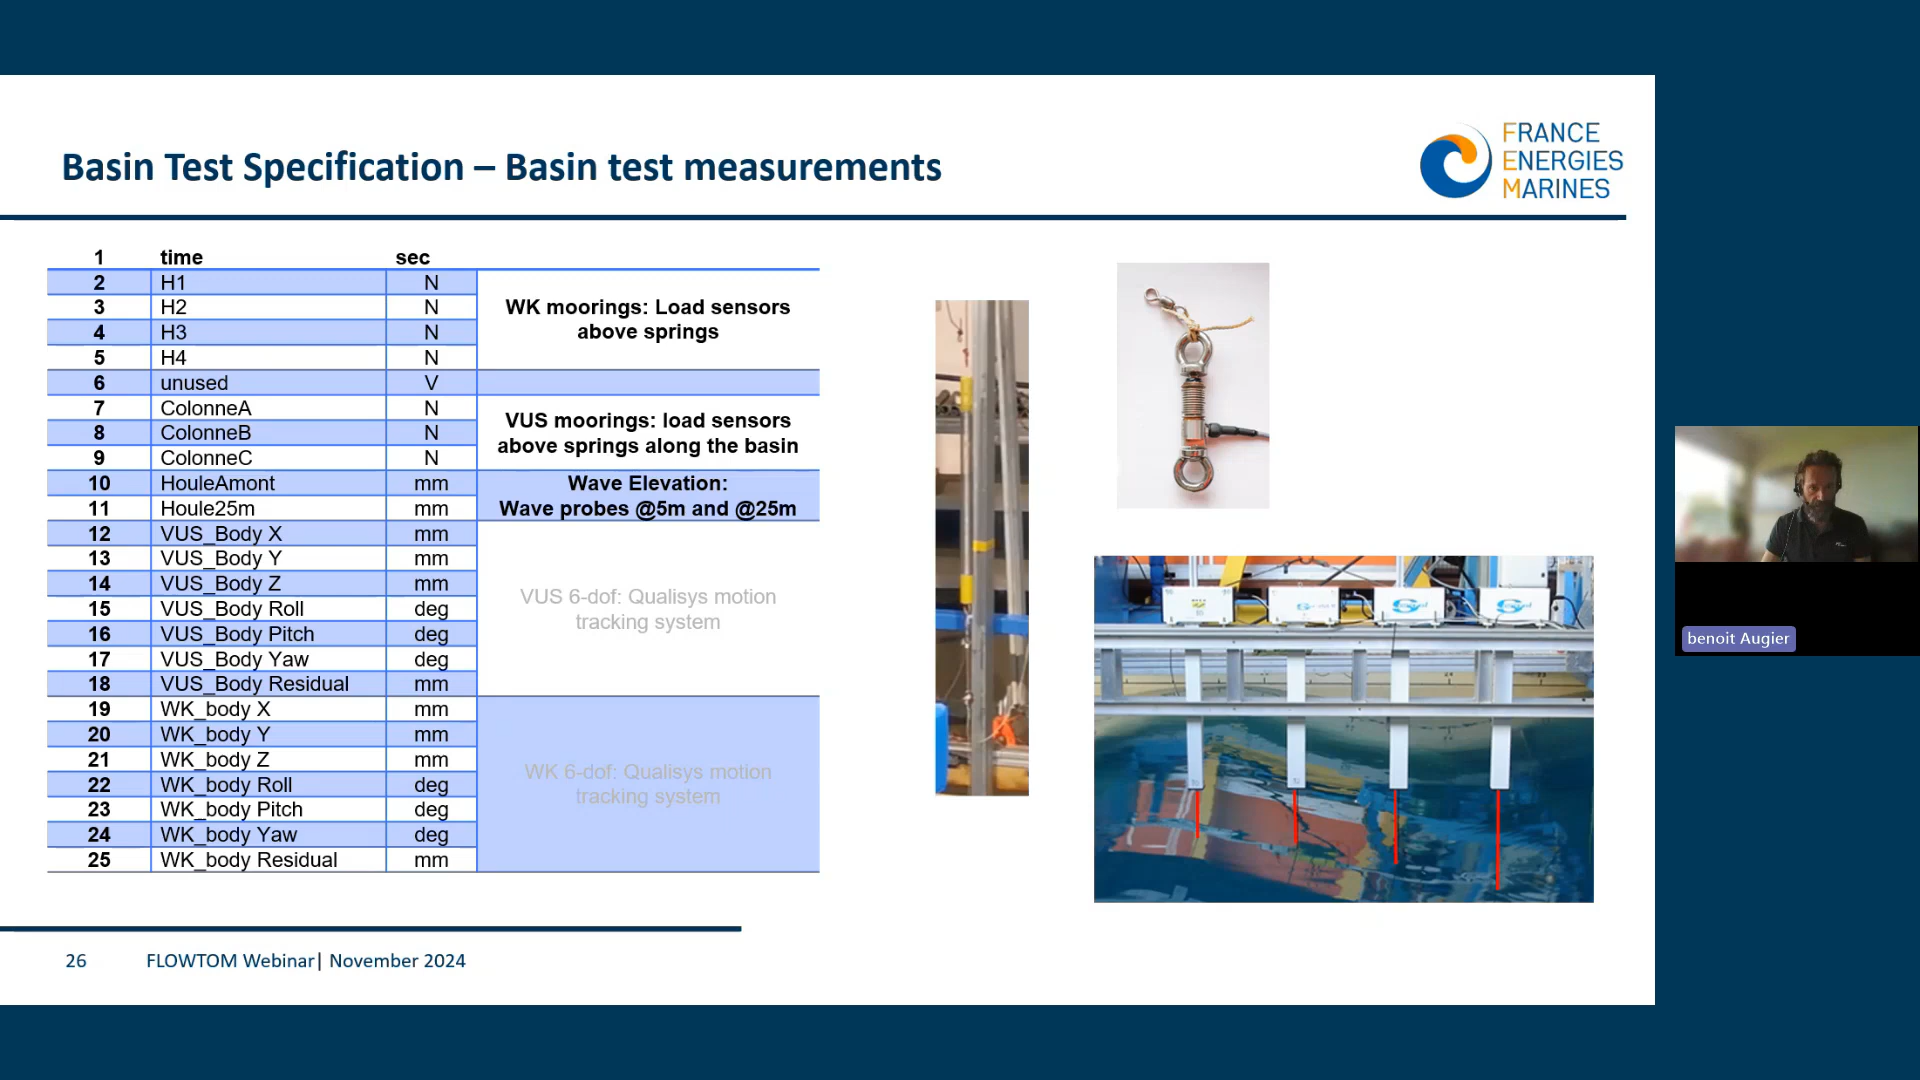 FRANCE
ENERGIES
MARINES
Basin Test Specification – Basin test measurements
1 time sec
2 H1 N
3 H2 N
4 H3 N
5 H4 N
WK moorings: Load sensors
above springs
6 unused V
7 ColonneA N
8 ColonneB N
9 ColonneC N
VUS moorings: load sensors
above springs along the basin
10 HouleAmont mm
11 Houle25m mm
Wave Elevation:
Wave probes @5m and @25m
12 VUS_Body X mm
13 VUS_Body Y mm
14 VUS_Body Z mm
15 VUS_Body Roll deg
16 VUS_Body Pitch deg
17 VUS_Body Yaw deg
18 VUS_Body Residual mm
VUS 6-dof: Qualisys motion
tracking system
19 WK_body X mm
20 WK_body Y mm
21 WK_body Z mm
22 WK_body Roll deg
23 WK_body Pitch deg
24 WK_body Yaw deg
25 WK_body Residual mm
WK 6-dof: Qualisys motion
tracking system
benoit Augier
26 FLOWTOM Webinar| November 2024